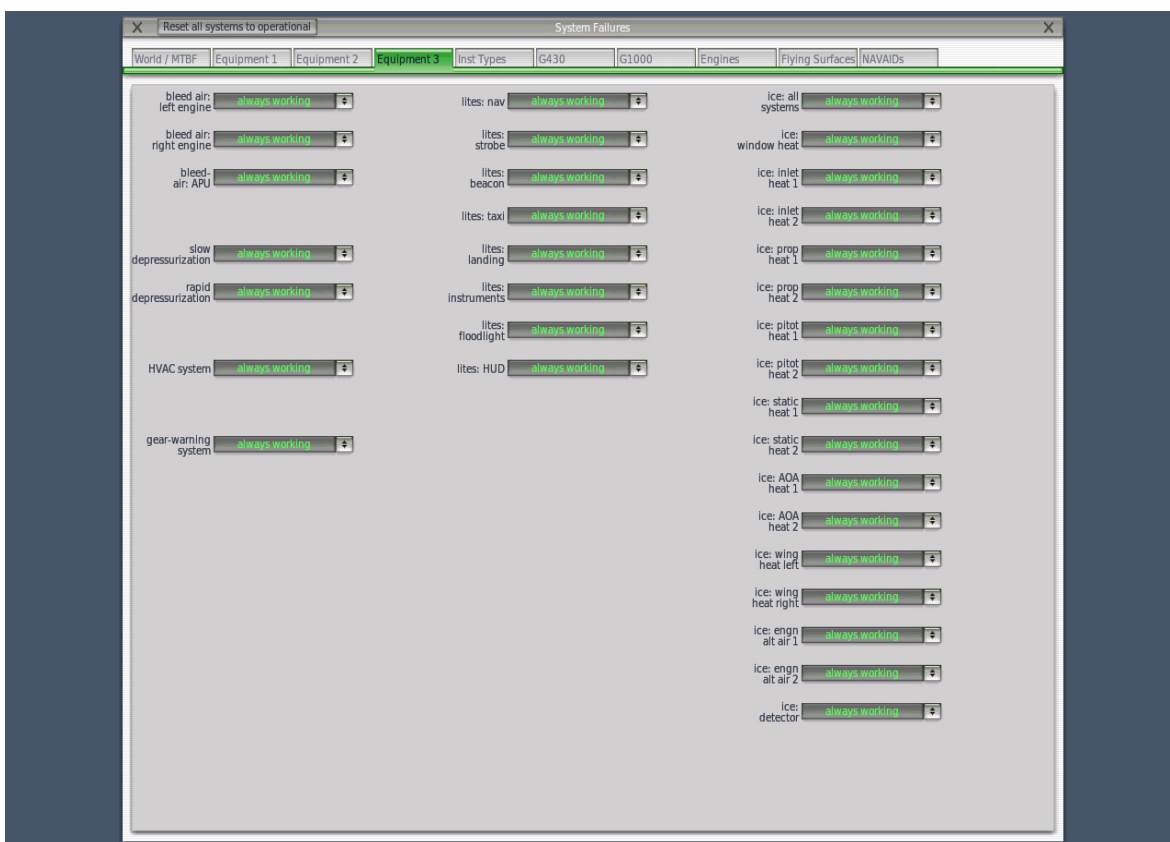 X Reset all systems to operational System Failures X
World / MTBF Equipment 1 Equipment 2 Equipment 3 Inst Types G430 G1000 Engines Flying Surfaces NAVAIDs
bleed air:
left engine always working
bleed air:
right engine always working
bleed-
air: APU always working
slow
depressurization always working
rapid
depressurization always working
HVAC system always working
gear-warning
system always working
lites: nav always working
lites:
strobe always working
lites:
beacon always working
lites: taxi always working
lites:
landing always working
lites:
instruments always working
lites:
floodlight always working
lites: HUD always working
ice: all
systems always working
ice:
window heat always working
ice: inlet
heat 1 always working
ice: inlet
heat 2 always working
ice: prop
heat 1 always working
ice: prop
heat 2 always working
ice: pitot
heat 1 always working
ice: pitot
heat 2 always working
ice: static
heat 1 always working
ice: static
heat 2 always working
ice: AOA
heat 1 always working
ice: AOA
heat 2 always working
ice: wing
heat left always working
ice: wing
heat right always working
ice: engn
alt air 1 always working
ice: engn
alt air 2 always working
ice:
detector always working